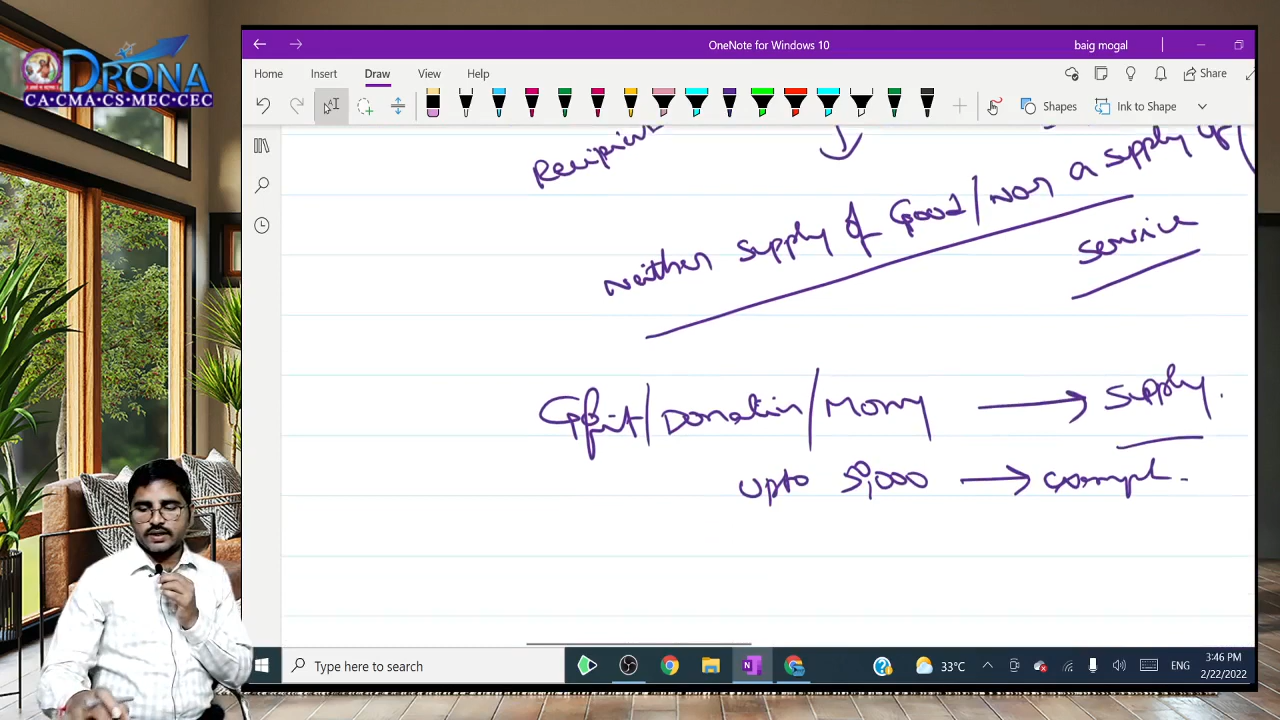 DRONA
CA•CMA•CS•MEC•CEC
OneNote for Windows 10
baig mogal
Home Insert Draw View Help
Share
Shapes
Ink to Shape
Recipient
Neither supply of Good/Nor a supply of
service
Gift/Donation/Money → supply.
upto 50,000 → exempt.
Type here to search
33°C
ENG
3:46 PM
2/22/2022